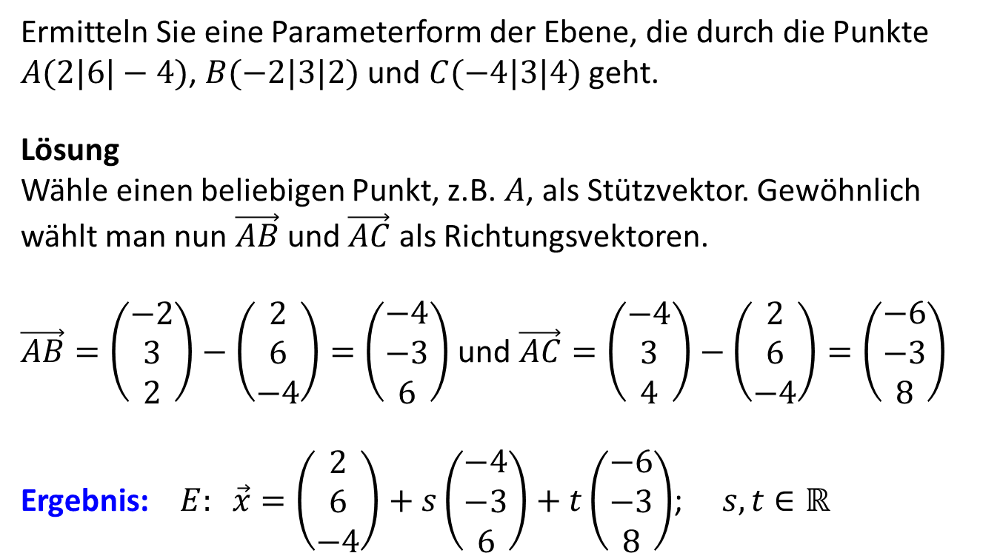 Ermitteln Sie eine Parameterform der Ebene, die durch die Punkte
A(2|6| − 4), B(−2|3|2) und C(−4|3|4) geht.
Lösung
Wähle einen beliebigen Punkt, z.B. A, als Stützvektor. Gewöhnlich
wählt man nun \overrightarrow{AB} und \overrightarrow{AC} als Richtungsvektoren.
\overrightarrow{AB} = \begin{pmatrix} −2 \\ 3 \\ 2 \end{pmatrix} − \begin{pmatrix} 2 \\ 6 \\ −4 \end{pmatrix} = \begin{pmatrix} −4 \\ −3 \\ 6 \end{pmatrix} und \overrightarrow{AC} = \begin{pmatrix} −4 \\ 3 \\ 4 \end{pmatrix} − \begin{pmatrix} 2 \\ 6 \\ −4 \end{pmatrix} = \begin{pmatrix} −6 \\ −3 \\ 8 \end{pmatrix}
Ergebnis: E: \vec{x} = \begin{pmatrix} 2 \\ 6 \\ −4 \end{pmatrix} + s \begin{pmatrix} −4 \\ −3 \\ 6 \end{pmatrix} + t \begin{pmatrix} −6 \\ −3 \\ 8 \end{pmatrix}; s, t ∈ ℝ